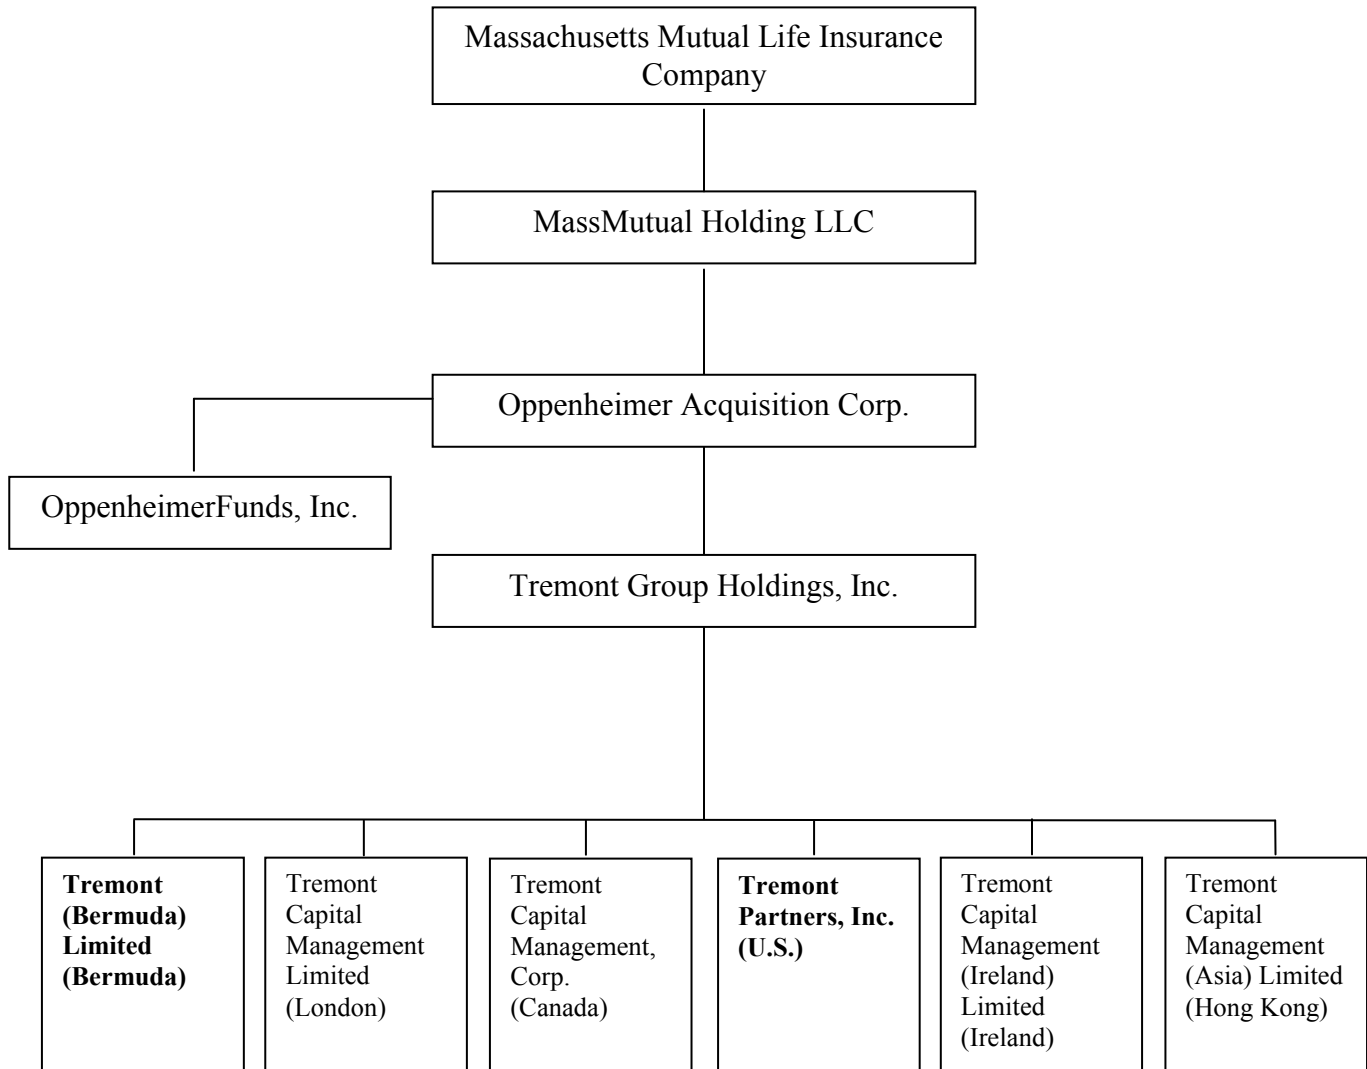 Massachusetts Mutual Life Insurance
Company
MassMutual Holding LLC
Oppenheimer Acquisition Corp.
OppenheimerFunds, Inc.
Tremont Group Holdings, Inc.
Tremont
(Bermuda)
Limited
(Bermuda)
Tremont
Capital
Management
Limited
(London)
Tremont
Capital
Management,
Corp.
(Canada)
Tremont
Partners, Inc.
(U.S.)
Tremont
Capital
Management
(Ireland)
Limited
(Ireland)
Tremont
Capital
Management
(Asia) Limited
(Hong Kong)